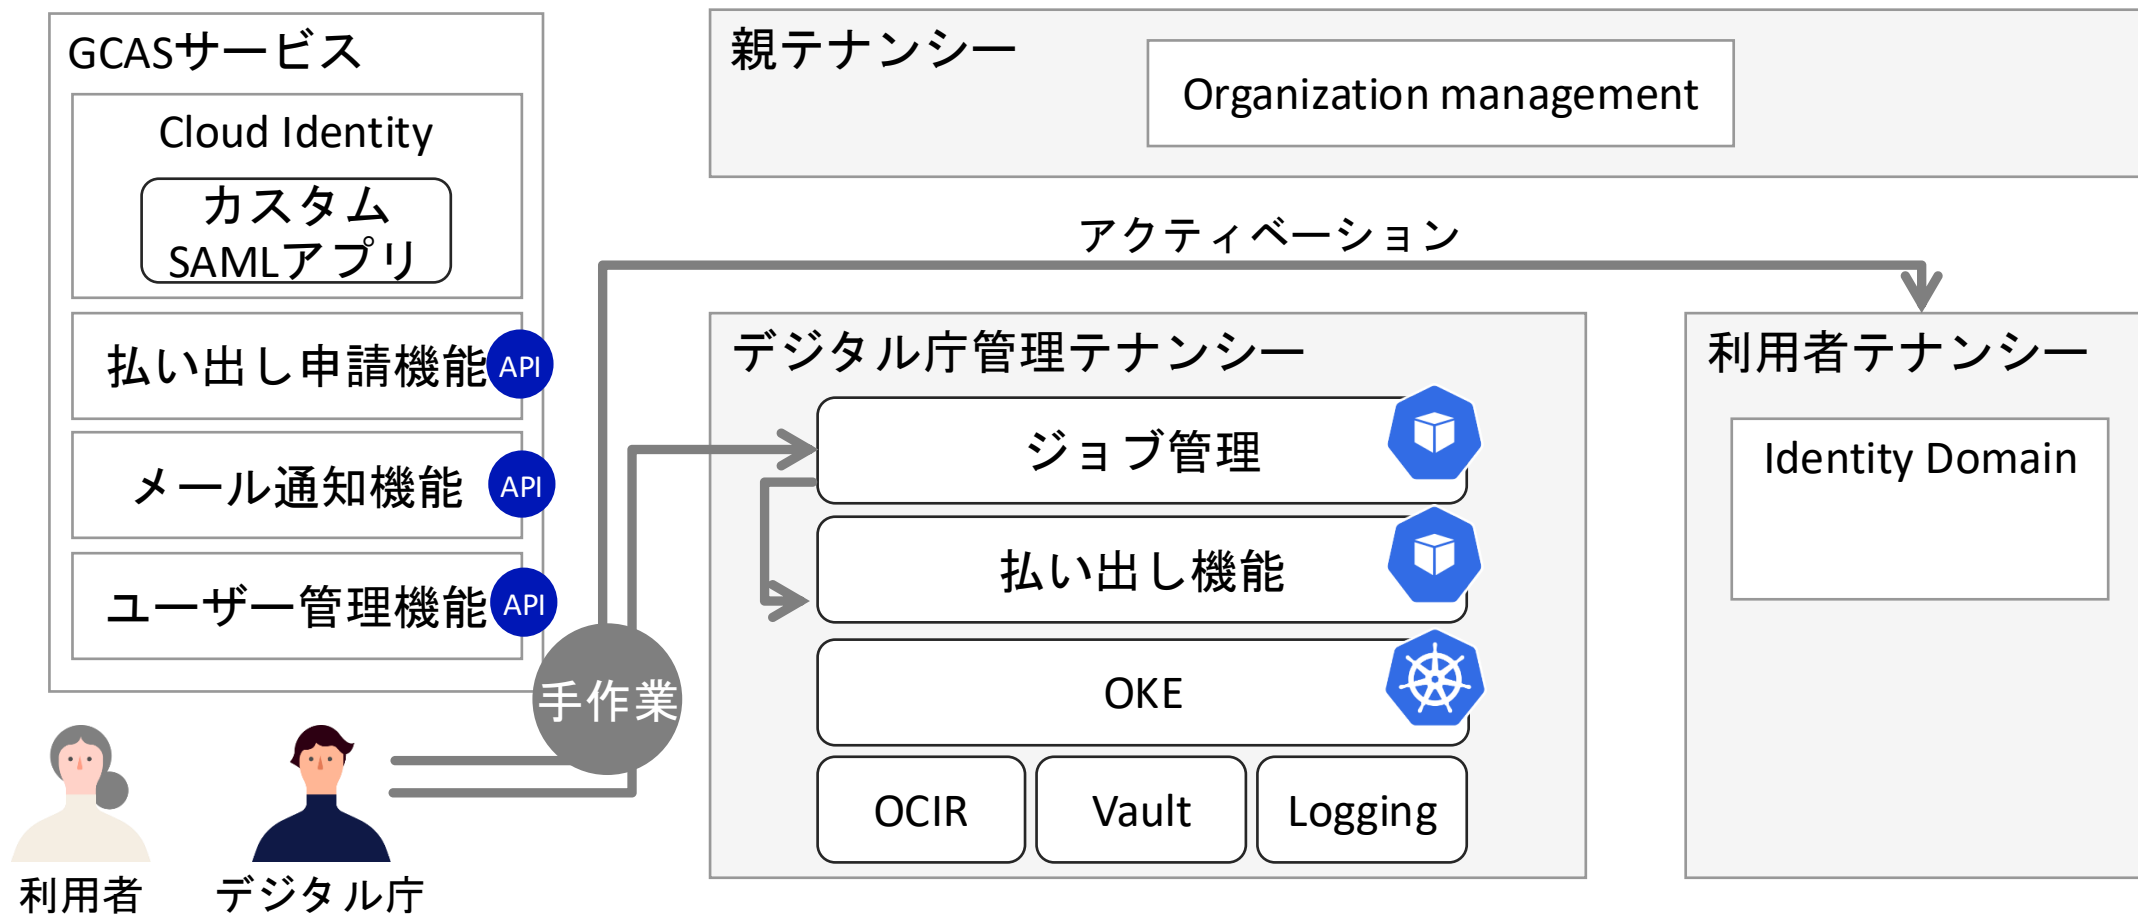 GCASサービス
Cloud Identity
カスタム
SAMLアプリ
払い出し申請機能
API
メール通知機能
API
ユーザー管理機能
API
手作業
利用者
デジタル庁
親テナンシー
Organization management
アクティベーション
デジタル庁管理テナンシー
ジョブ管理
払い出し機能
OKE
OCIR
Vault
Logging
利用者テナンシー
Identity Domain